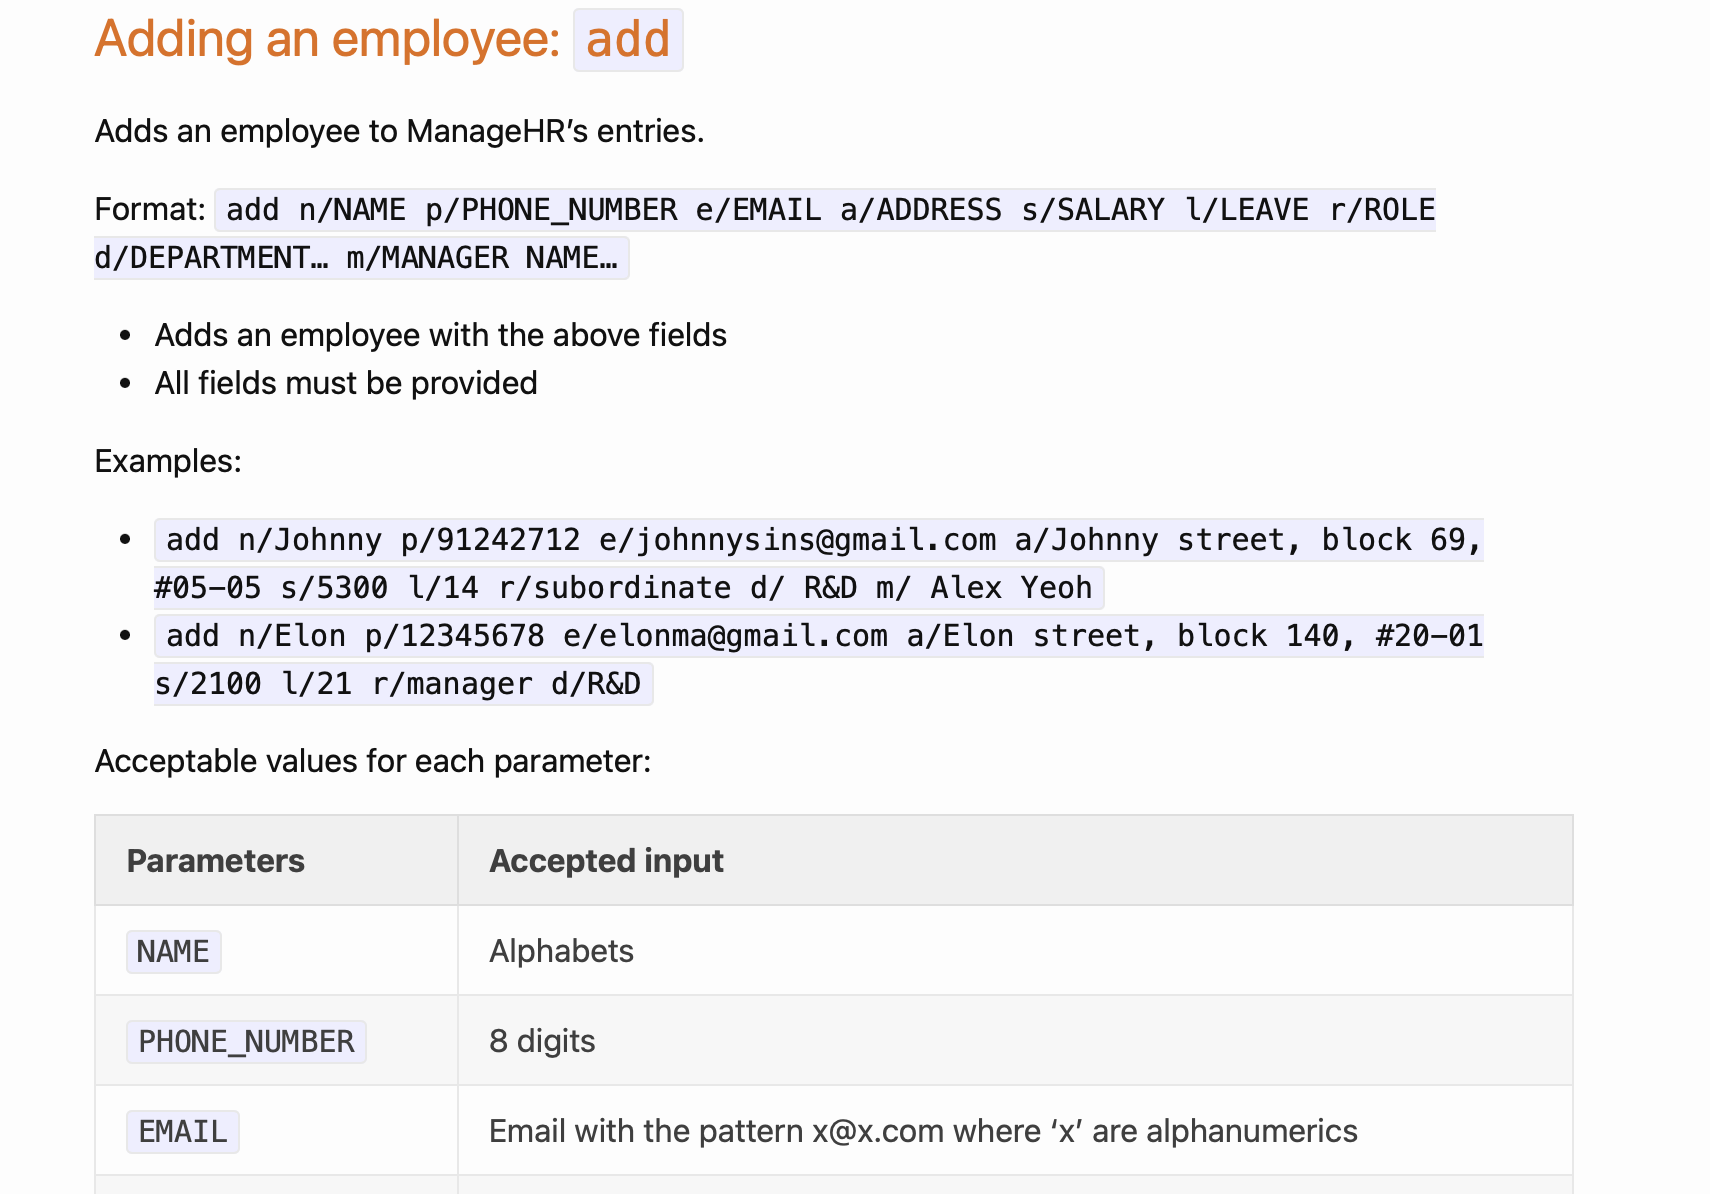 Adding an employee: add
Adds an employee to ManageHR’s entries.
Format: add n/NAME p/PHONE_NUMBER e/EMAIL a/ADDRESS s/SALARY l/LEAVE r/ROLE
d/DEPARTMENT… m/MANAGER NAME…
• Adds an employee with the above fields
• All fields must be provided
Examples:
• add n/Johnny p/91242712 e/johnnysins@gmail.com a/Johnny street, block 69,
#05-05 s/5300 l/14 r/subordinate d/ R&D m/ Alex Yeoh
• add n/Elon p/12345678 e/elonma@gmail.com a/Elon street, block 140, #20-01
s/2100 l/21 r/manager d/R&D
Acceptable values for each parameter:
Parameters Accepted input
NAME Alphabets
PHONE_NUMBER 8 digits
EMAIL Email with the pattern x@x.com where ‘x’ are alphanumerics